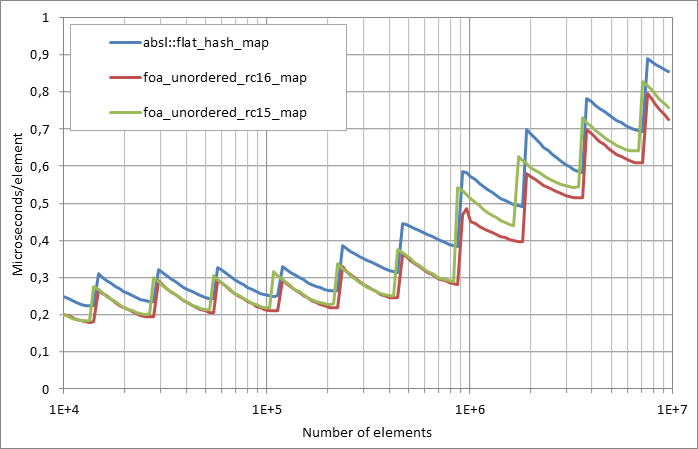 1
0,9
0,8
0,7
0,6
0,5
0,4
0,3
0,2
0,1
0
Microseconds/element
absl::flat_hash_map
foa_unordered_rc16_map
foa_unordered_rc15_map
1E+4 1E+5 1E+6 1E+7
Number of elements